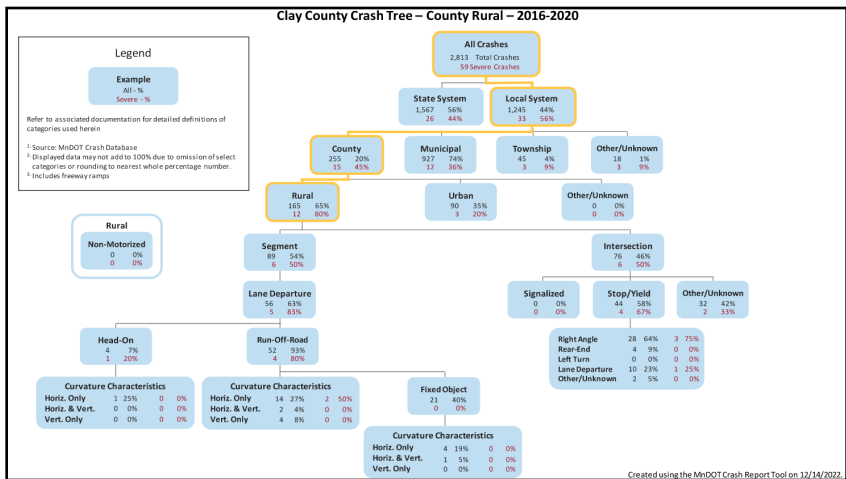 Clay County Crash Tree – County Rural – 2016-2020
Legend
Example
All - %
Severe - %
Refer to associated documentation for detailed definitions of
categories used herein
1. Source: MnDOT Crash Database
2. Displayed data may not add to 100% due to omission of select
categories or rounding to nearest whole percentage number.
3. Includes freeway ramps
All Crashes
2,813 Total Crashes
59 Severe Crashes
State System
1,567 56%
26 44%
Local System
1,245 44%
33 56%
County
255 20%
15 45%
Municipal
927 74%
12 36%
Township
45 4%
3 9%
Other/Unknown
18 1%
3 9%
Rural
165 65%
12 80%
Urban
90 35%
3 20%
Other/Unknown
0 0%
0 0%
Rural
Non-Motorized
0 0%
0 0%
Segment
89 54%
6 50%
Intersection
76 46%
6 50%
Lane Departure
56 63%
5 83%
Signalized
0 0%
0 0%
Stop/Yield
44 58%
4 67%
Other/Unknown
32 42%
2 33%
Head-On
4 7%
1 20%
Run-Off-Road
52 93%
4 80%
Right Angle 28 64% 3 75%
Rear-End 4 9% 0 0%
Left Turn 0 0% 0 0%
Lane Departure 10 23% 1 25%
Other/Unknown 2 5% 0 0%
Curvature Characteristics
Horiz. Only 1 25% 0 0%
Horiz. & Vert. 0 0% 0 0%
Vert. Only 0 0% 0 0%
Curvature Characteristics
Horiz. Only 14 27% 2 50%
Horiz. & Vert. 2 4% 0 0%
Vert. Only 4 8% 0 0%
Fixed Object
21 40%
0 0%
Curvature Characteristics
Horiz. Only 4 19% 0 0%
Horiz. & Vert. 1 5% 0 0%
Vert. Only 0 0% 0 0%
Created using the MnDOT Crash Report Tool on 12/14/2022.